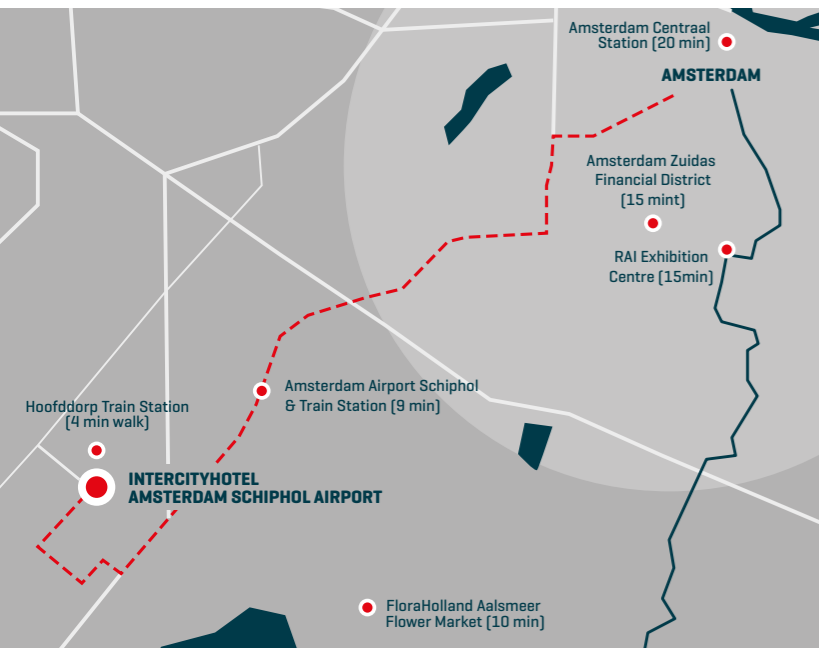 Amsterdam Centraal
Station (20 min)
AMSTERDAM
Amsterdam Zuidas
Financial District
(15 mint)
RAI Exhibition
Centre (15min)
Amsterdam Airport Schiphol
& Train Station (9 min)
Hoofddorp Train Station
(4 min walk)
INTERCITYHOTEL
AMSTERDAM SCHIPHOL AIRPORT
FloraHolland Aalsmeer
Flower Market (10 min)